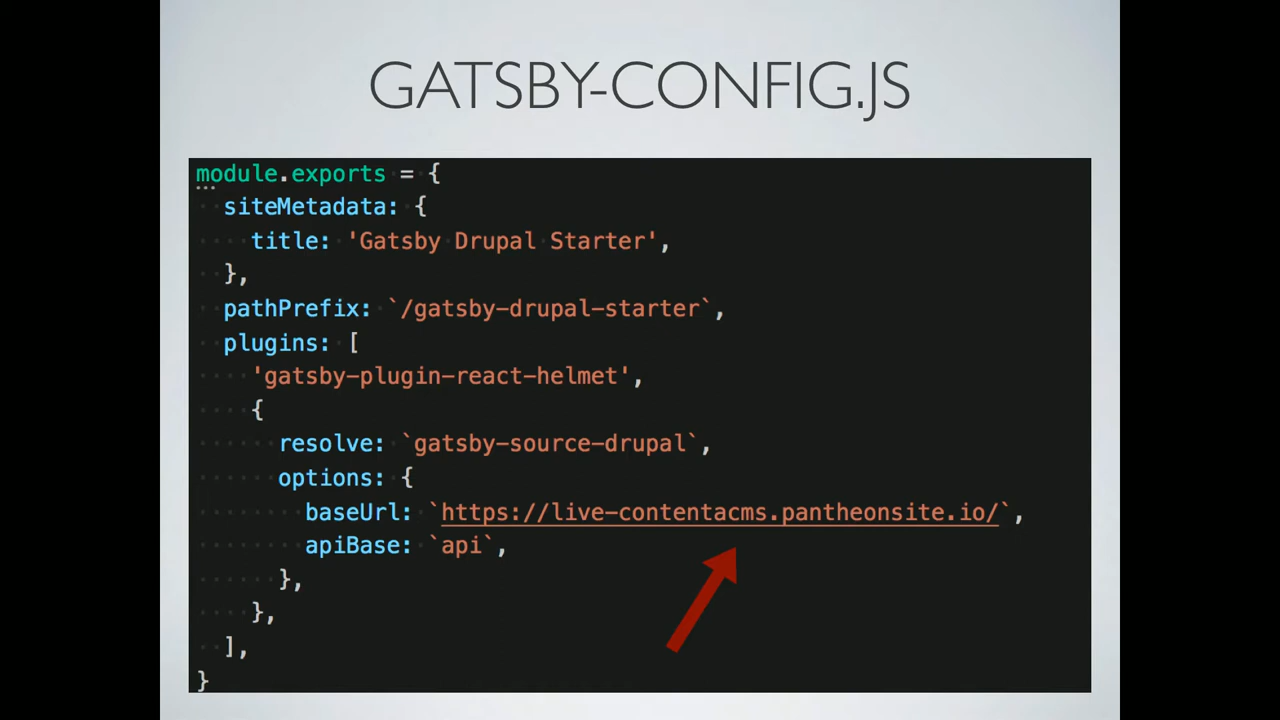 GATSBY-CONFIG.JS
module.exports = {
siteMetadata: {
title: 'Gatsby Drupal Starter',
},
pathPrefix: `/gatsby-drupal-starter`,
plugins: [
'gatsby-plugin-react-helmet',
{
resolve: `gatsby-source-drupal`,
options: {
baseUrl: `https://live-contentacms.pantheonsite.io/`,
apiBase: `api`,
},
},
],
}